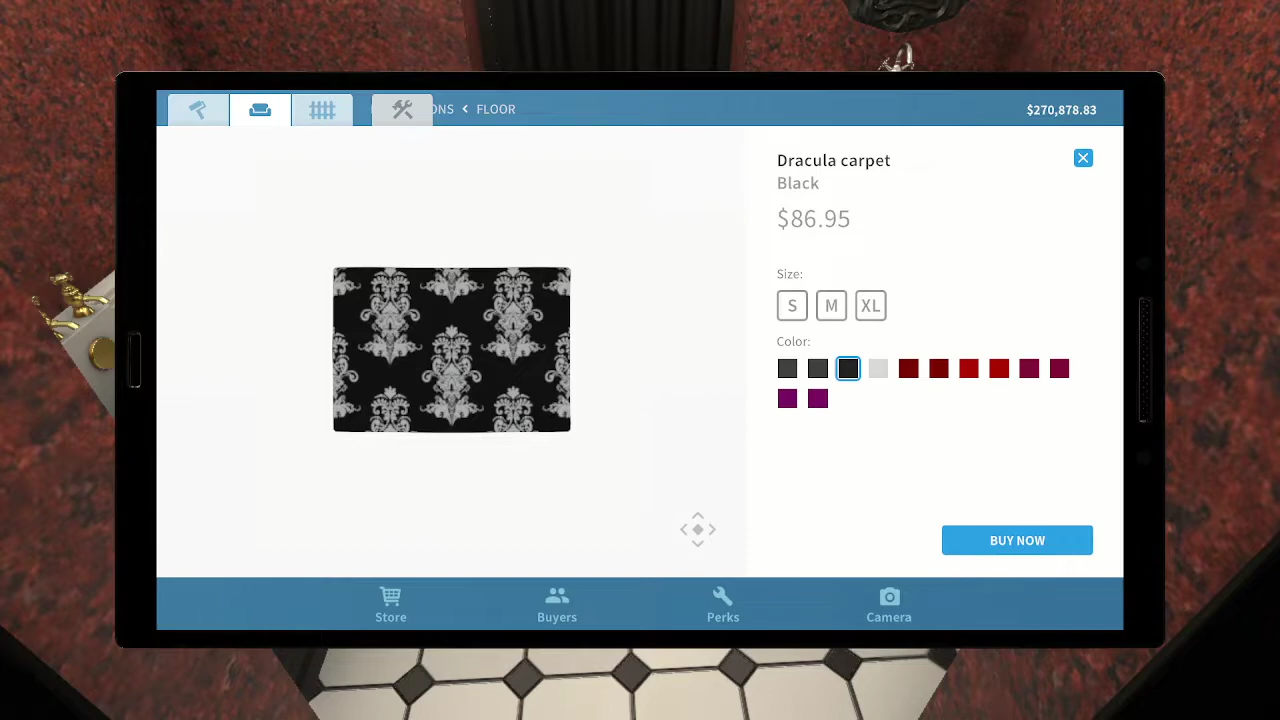 ONS < FLOOR
$270,878.83
Dracula carpet
Black
$86.95
Size:
S M XL
Color:
BUY NOW
Store Buyers Perks Camera